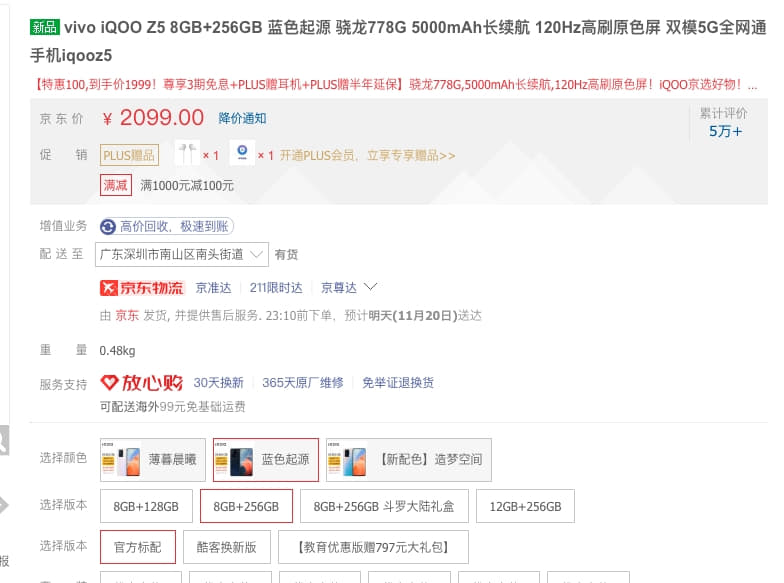 新品 vivo iQOO Z5 8GB+256GB 蓝色起源 骁龙778G 5000mAh长续航 120Hz高刷原色屏 双模5G全网通
手机iqooz5
【特惠100,到手价1999！尊享3期免息+PLUS赠耳机+PLUS赠半年延保】骁龙778G,5000mAh长续航,120Hz高刷原色屏！iQOO京选好物！...
京东价 ￥ 2099.00 降价通知 累计评价
5万+
促销 PLUS赠品 × 1 × 1 开通PLUS会员，立享专享赠品>>
满减 满1000元减100元
增值业务 高价回收，极速到账
配送至 广东深圳市南山区南头街道 有货
京东物流 京准达 211限时达 京尊达
由 京东 发货, 并提供售后服务. 23:10前下单，预计明天(11月20日)送达
重量 0.48kg
服务支持 放心购 30天换新 365天原厂维修 免举证退换货
可配送海外99元免基础运费
选择颜色 薄暮晨曦 蓝色起源 【新配色】造梦空间
选择版本 8GB+128GB 8GB+256GB 8GB+256GB 斗罗大陆礼盒 12GB+256GB
选择版本 官方标配 酷客换新版 【教育优惠版赠797元大礼包】
报